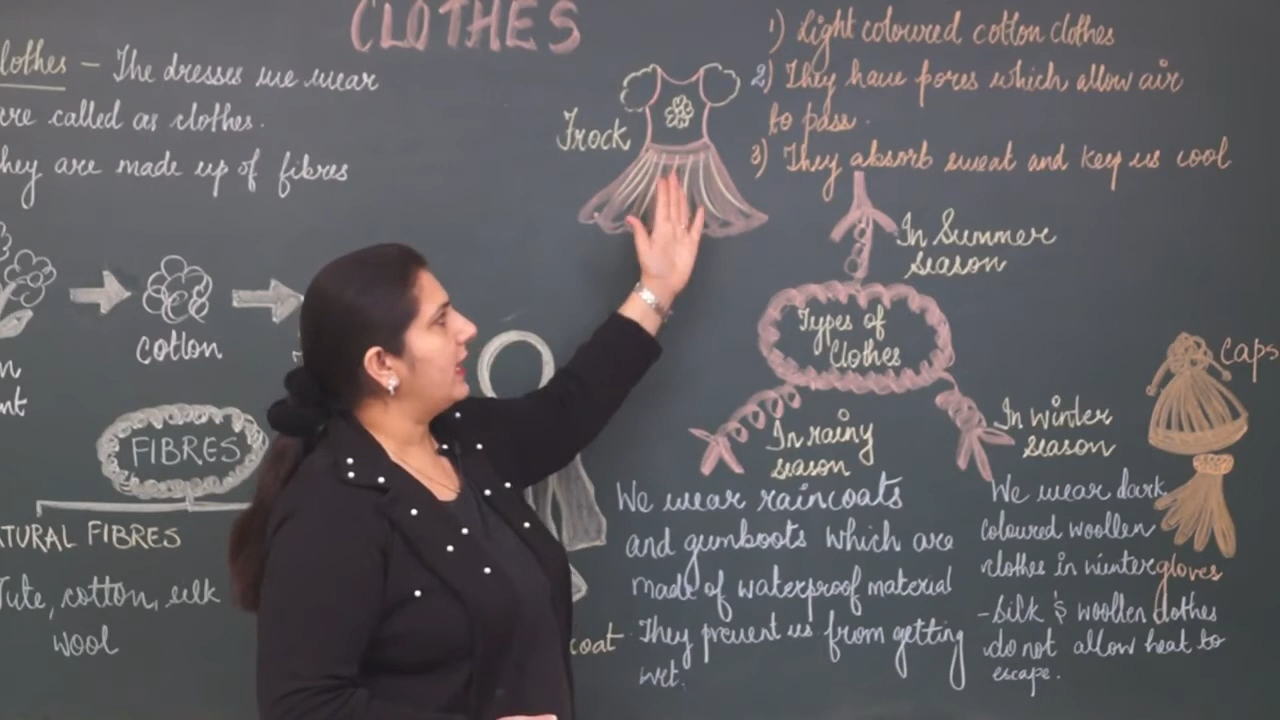 CLOTHES
lothes - The dresses we wear
are called as clothes.
hey are made up of fibres
cotton
nt
FIBRES
TURAL FIBRES
Jute, cotton, silk
wool
Frock
1) Light coloured cotton clothes
2) They have pores which allow air
to pass.
3) They absorb sweat and keep us cool
In Summer
season
Types of
Clothes
In rainy
season
We wear raincoats
and gumboots which are
made of waterproof material
They prevent us from getting
wet.
coat
In winter
season
We wear dark
coloured woollen
clothes in winter
-Silk & woollen clothes
do not allow heat to
escape.
Caps
gloves